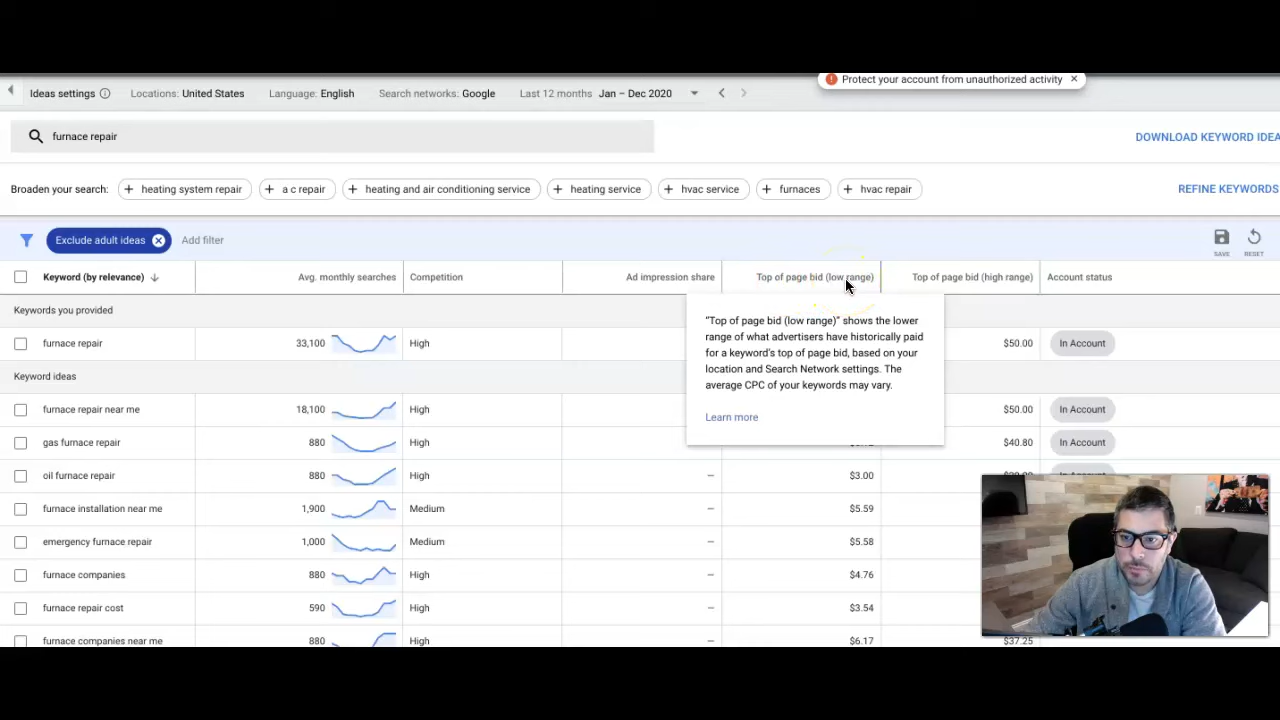 Protect your account from unauthorized activity ×
Ideas settings Locations: United States Language: English Search networks: Google Last 12 months Jan – Dec 2020
furnace repair
DOWNLOAD KEYWORD IDEA
Broaden your search: + heating system repair + a c repair + heating and air conditioning service + heating service + hvac service + furnaces + hvac repair
REFINE KEYWORDS
Exclude adult ideas Add filter
SAVE RESET
Keyword (by relevance) Avg. monthly searches Competition Ad impression share Top of page bid (low range) Top of page bid (high range) Account status
Keywords you provided
furnace repair 33,100 High $50.00 In Account
Keyword ideas
"Top of page bid (low range)" shows the lower
range of what advertisers have historically paid
for a keyword's top of page bid, based on your
location and Search Network settings. The
average CPC of your keywords may vary.
Learn more
furnace repair near me 18,100 High $50.00 In Account
gas furnace repair 880 High $40.80 In Account
oil furnace repair 880 High – $3.00
furnace installation near me 1,900 Medium – $5.59
emergency furnace repair 1,000 Medium – $5.58
furnace companies 880 High – $4.76
furnace repair cost 590 High – $3.54
furnace companies near me 880 High – $6.17 $37.25